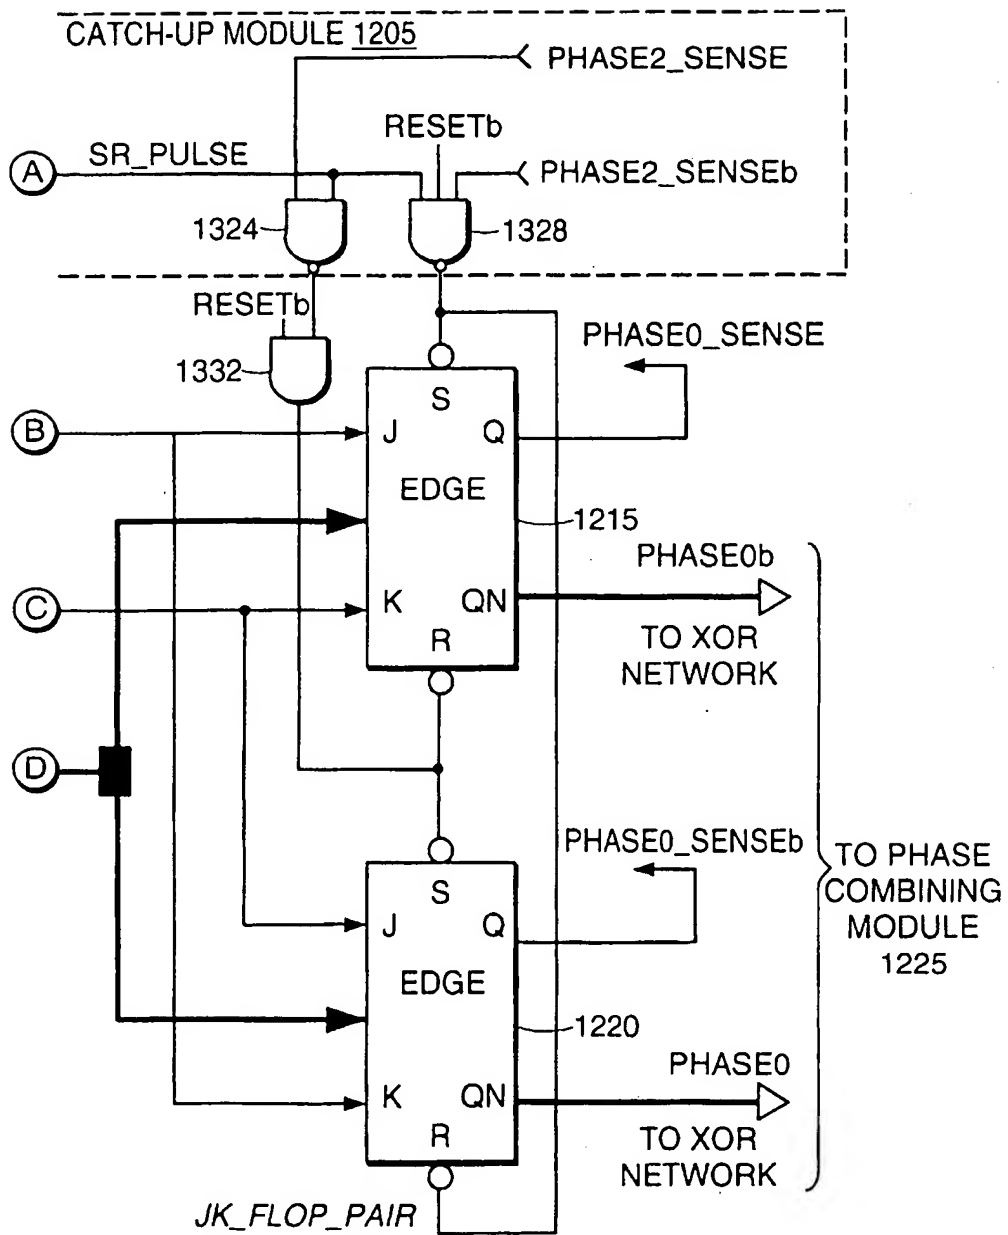 CATCH-UP MODULE 1205
PHASE2_SENSE
RESETb
A
SR_PULSE
PHASE2_SENSEb
1324
1328
RESETb
PHASE0_SENSE
1332
S
B
J
Q
EDGE
1215
PHASE0b
C
K
QN
R
TO XOR
NETWORK
D
PHASE0_SENSEb
TO PHASE
COMBINING
MODULE
1225
S
J
Q
EDGE
1220
PHASE0
K
QN
R
TO XOR
NETWORK
JK_FLOP_PAIR